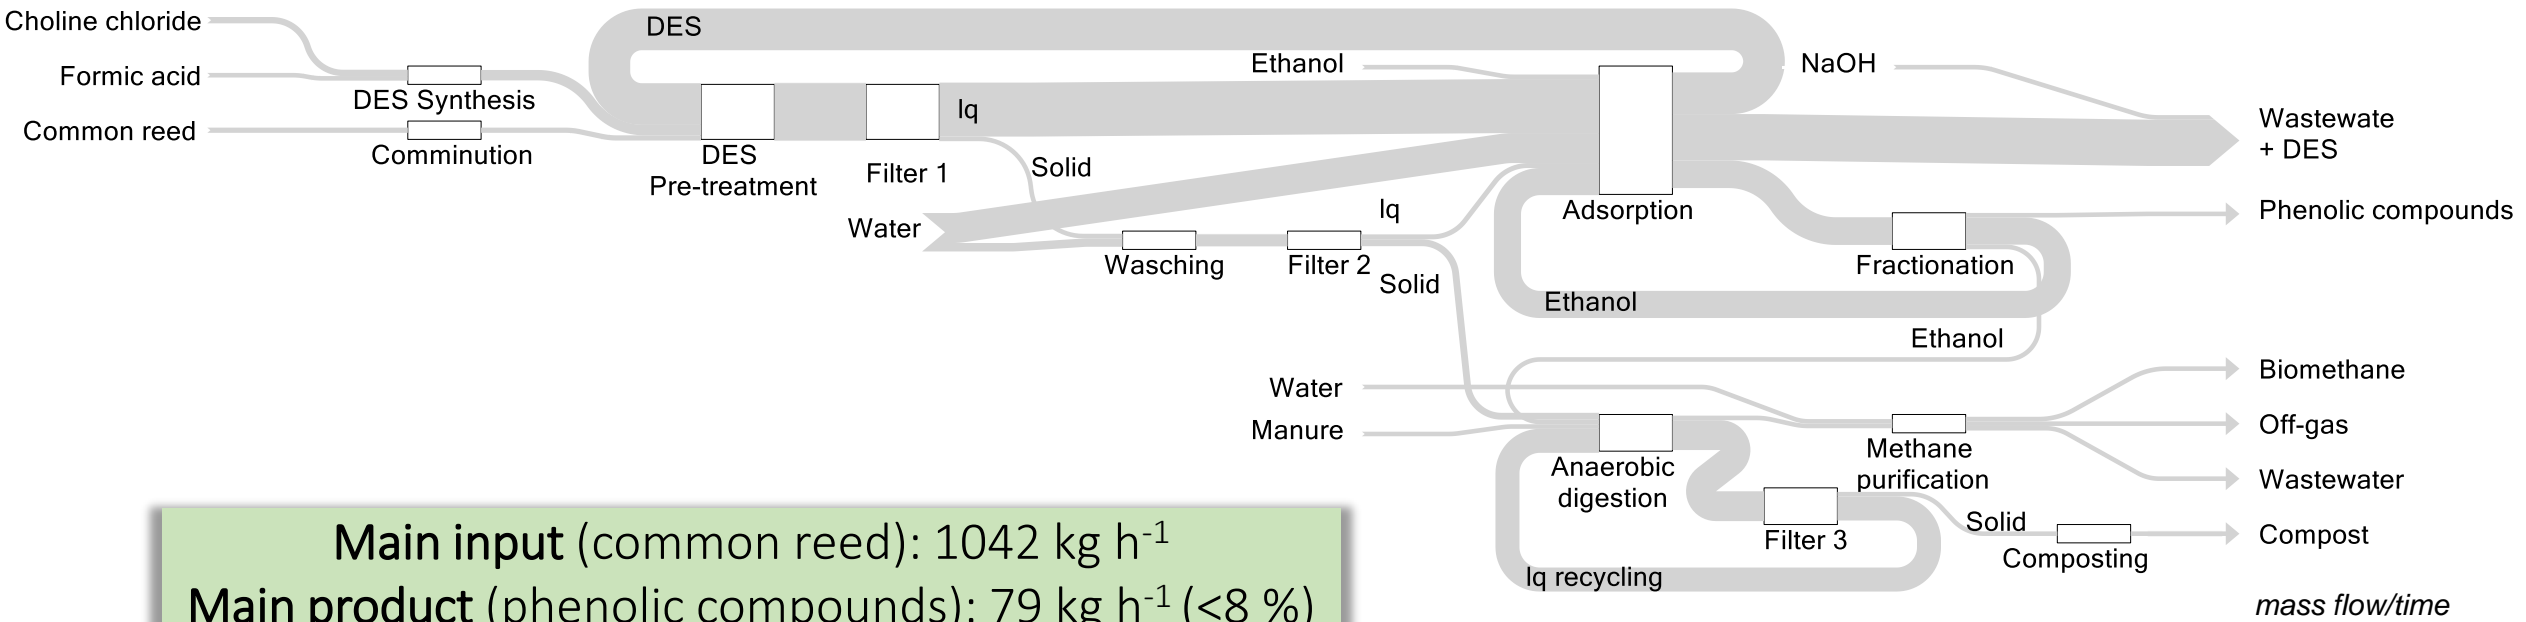 Choline chloride
Formic acid
Common reed
DES Synthesis
Comminution
DES
DES
Pre-treatment
Filter 1
lq
Solid
Water
Wasching
Filter 2
lq
Solid
Ethanol
Adsorption
NaOH
Wastewate
+ DES
Phenolic compounds
Fractionation
Ethanol
Ethanol
Water
Manure
Anaerobic
digestion
Methane
purification
Filter 3
lq recycling
Solid
Composting
Biomethane
Off-gas
Wastewater
Compost
mass flow/time
Main input (common reed): 1042 kg h-1
Main product (phenolic compounds): 79 kg h-1 (<8 %)